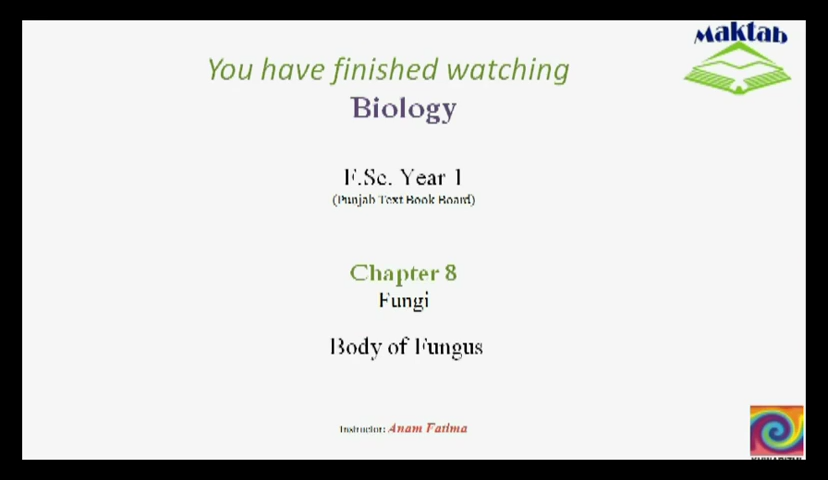 Maktab
You have finished watching
Biology
F.Sc. Year 1
(Punjab Text Book Board)
Chapter 8
Fungi
Body of Fungus
Instructor: Anam Fatima